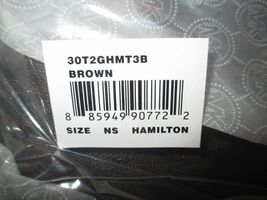 30T2GHMT3B
BROWN
8 85949 90772 2
SIZE NS HAMILTON